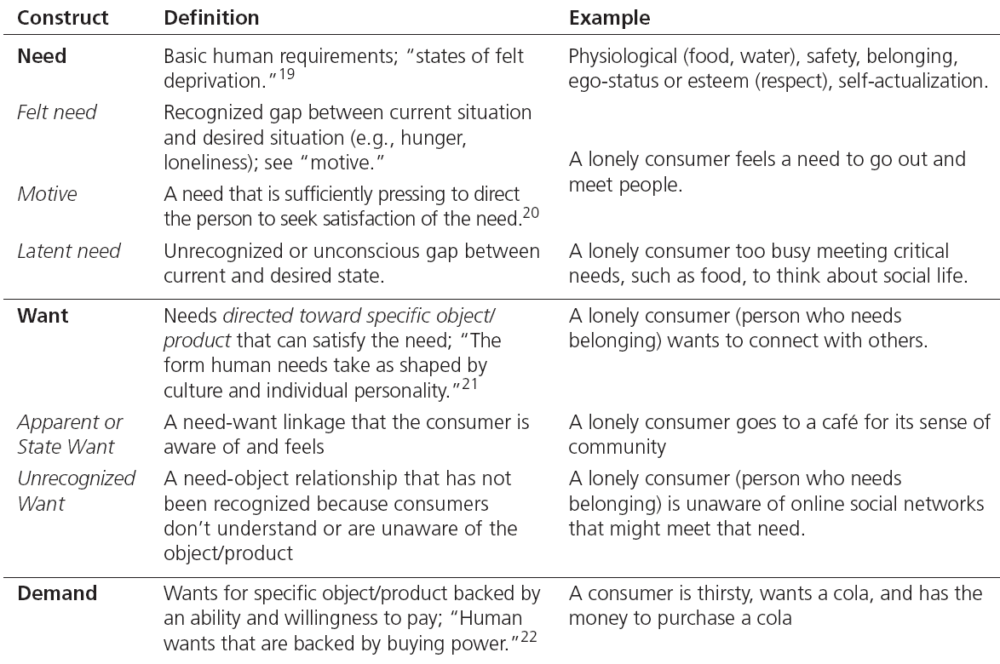 Construct Definition Example
Need Basic human requirements; “states of felt Physiological (food, water), safety, belonging,
deprivation.”19 ego-status or esteem (respect), self-actualization.
Felt need Recognized gap between current situation
and desired situation (e.g., hunger,
loneliness); see “motive.”
A lonely consumer feels a need to go out and
meet people.
Motive A need that is sufficiently pressing to direct
the person to seek satisfaction of the need.20
Latent need Unrecognized or unconscious gap between A lonely consumer too busy meeting critical
current and desired state. needs, such as food, to think about social life.
Want Needs directed toward specific object/ A lonely consumer (person who needs
product that can satisfy the need; “The belonging) wants to connect with others.
form human needs take as shaped by
culture and individual personality.”21
Apparent or A need-want linkage that the consumer is A lonely consumer goes to a café for its sense of
State Want aware of and feels community
Unrecognized A need-object relationship that has not A lonely consumer (person who needs
Want been recognized because consumers belonging) is unaware of online social networks
don’t understand or are unaware of the that might meet that need.
object/product
Demand Wants for specific object/product backed by A consumer is thirsty, wants a cola, and has the
an ability and willingness to pay; “Human money to purchase a cola
wants that are backed by buying power.”22